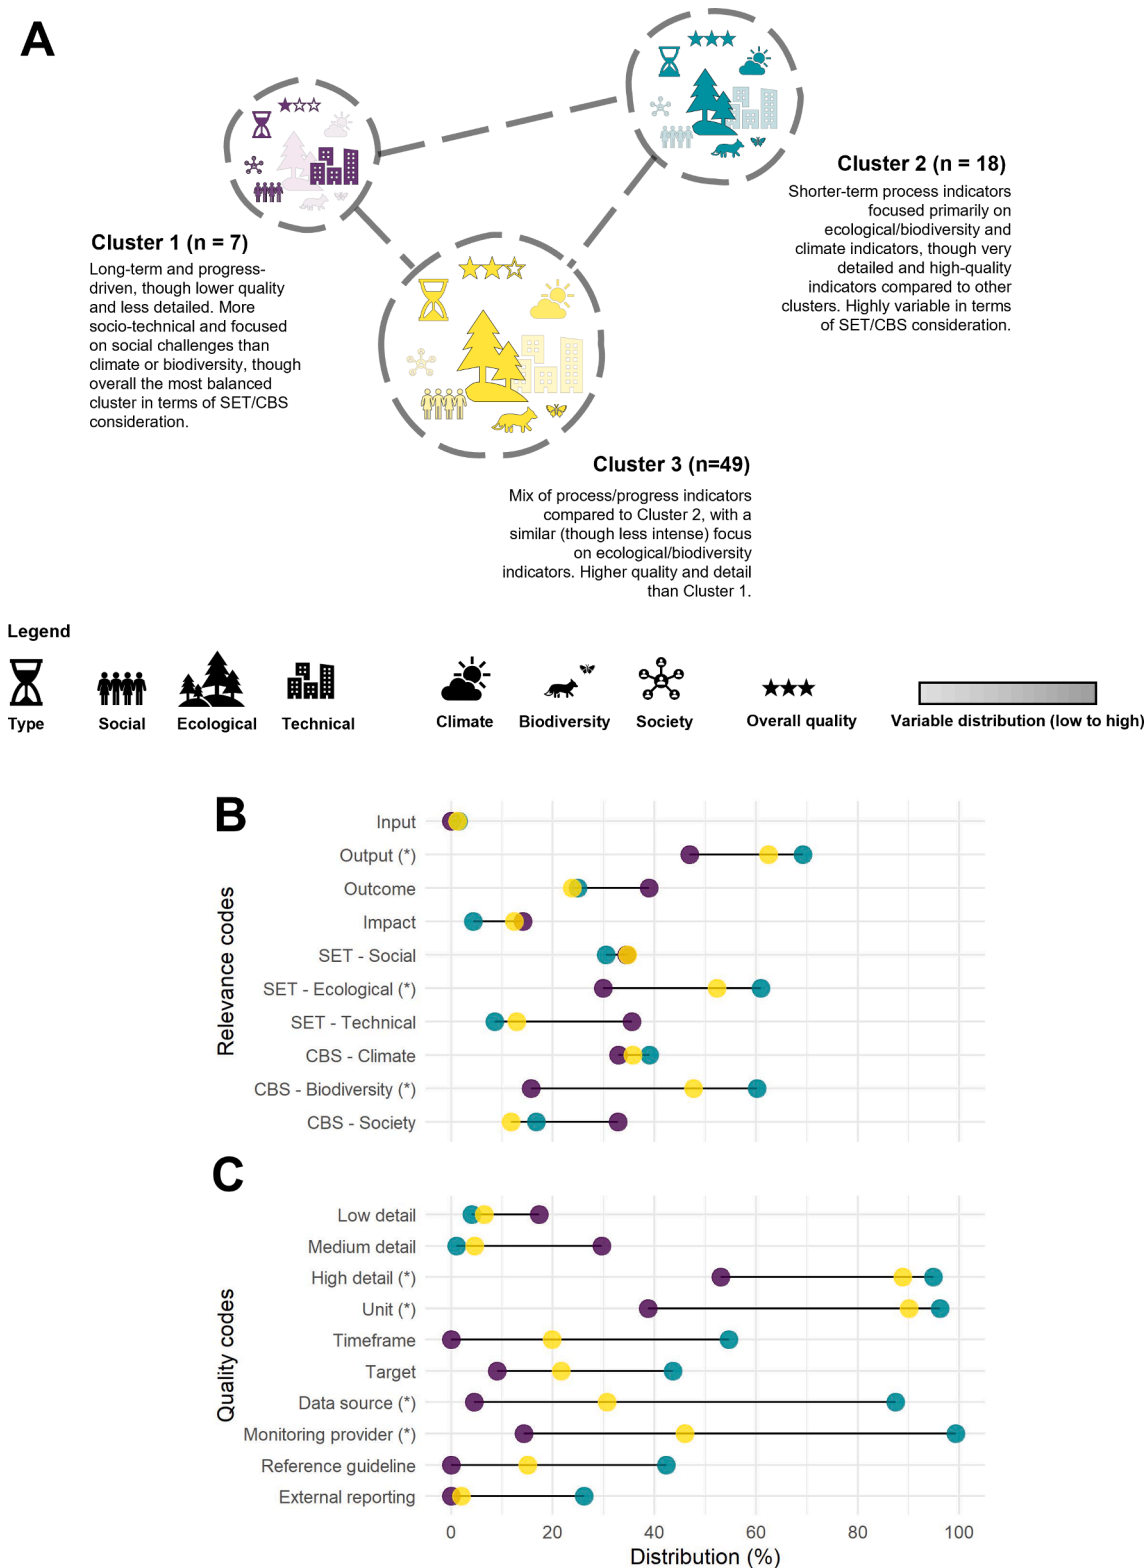 A
Cluster 1 (n = 7)
Long-term and progress-
driven, though lower quality
and less detailed. More
socio-technical and focused
on social challenges than
climate or biodiversity, though
overall the most balanced
cluster in terms of SET/CBS
consideration.
Cluster 2 (n = 18)
Shorter-term process indicators
focused primarily on
ecological/biodiversity and
climate indicators, though very
detailed and high-quality
indicators compared to other
clusters. Highly variable in terms
of SET/CBS consideration.
Cluster 3 (n=49)
Mix of process/progress indicators
compared to Cluster 2, with a
similar (though less intense) focus
on ecological/biodiversity
indicators. Higher quality and detail
than Cluster 1.
Legend
Type
Social
Ecological
Technical
Climate
Biodiversity
Society
Overall quality
Variable distribution (low to high)
B
Relevance codes
Input
Output (*)
Outcome
Impact
SET - Social
SET - Ecological (*)
SET - Technical
CBS - Climate
CBS - Biodiversity (*)
CBS - Society
C
Quality codes
Low detail
Medium detail
High detail (*)
Unit (*)
Timeframe
Target
Data source (*)
Monitoring provider (*)
Reference guideline
External reporting
0 20 40 60 80 100
Distribution (%)